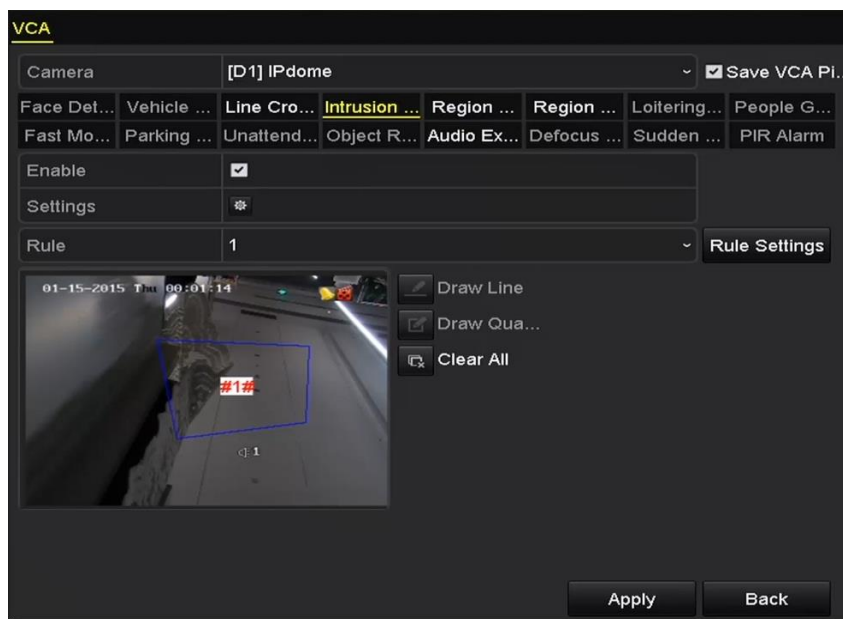 VCA
Camera [D1] IPdome Save VCA Pi..
Face Det... Vehicle ... Line Cro... Intrusion ... Region ... Region ... Loitering... People G...
Fast Mo... Parking ... Unattend... Object R... Audio Ex... Defocus ... Sudden ... PIR Alarm
Enable
Settings
Rule 1 Rule Settings
01-15-2015 Thu 00:01:14
Draw Line
Draw Qua...
Clear All
#1#
1
Apply Back